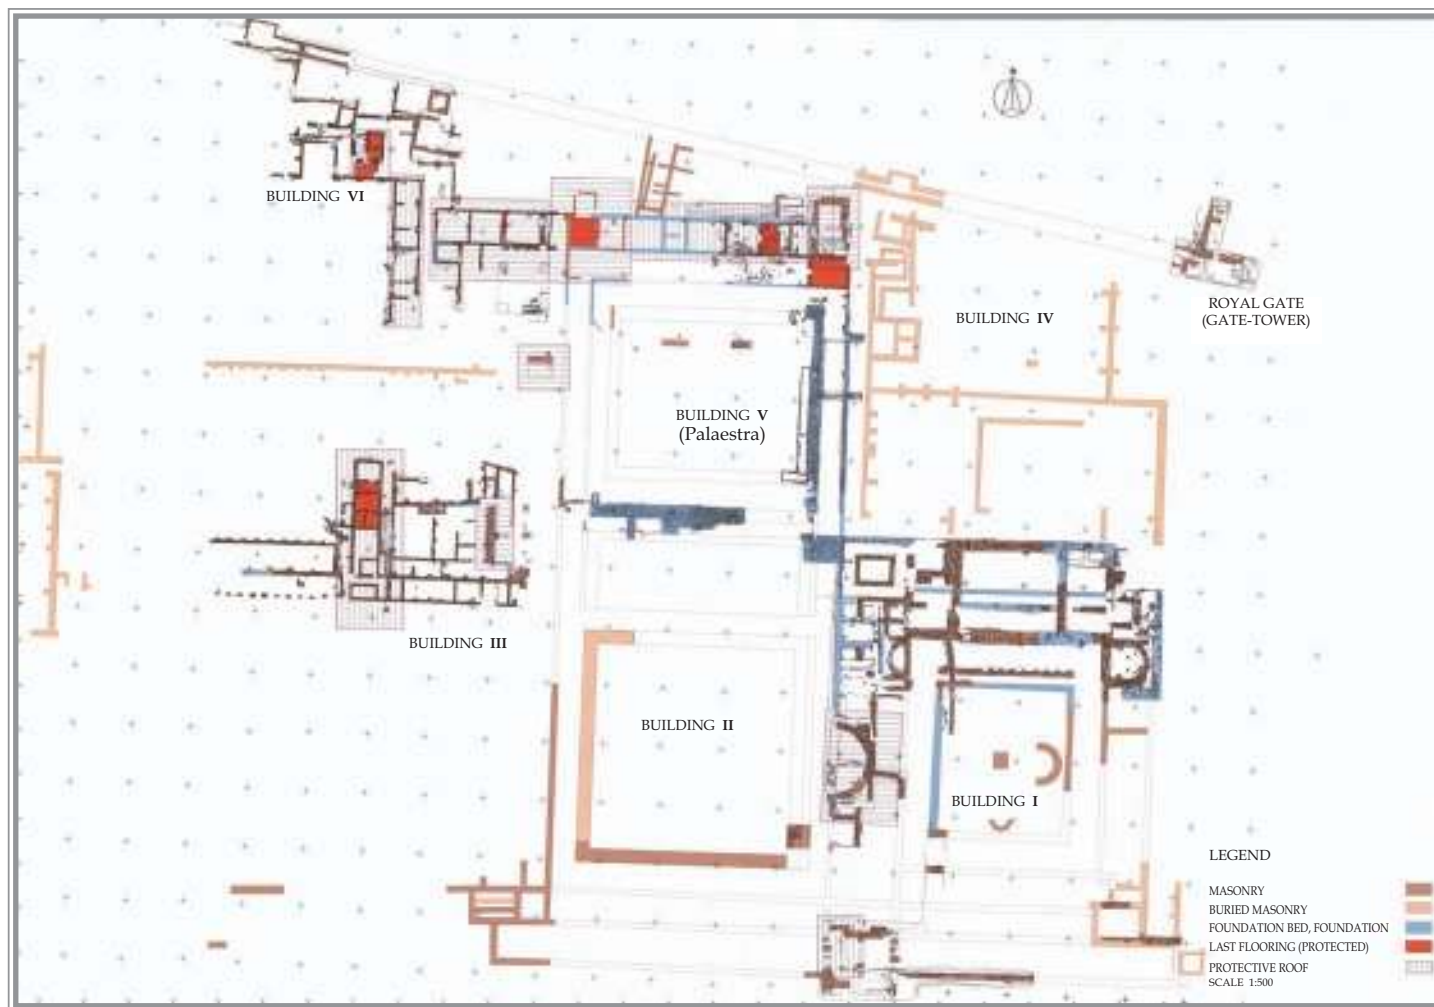 BUILDING VI
ROYAL GATE
(GATE-TOWER)
BUILDING IV
BUILDING V
(Palaestra)
BUILDING III
BUILDING II
BUILDING I
LEGEND
MASONRY
BURIED MASONRY
FOUNDATION BED, FOUNDATION
LAST FLOORING (PROTECTED)
PROTECTIVE ROOF
SCALE 1:500